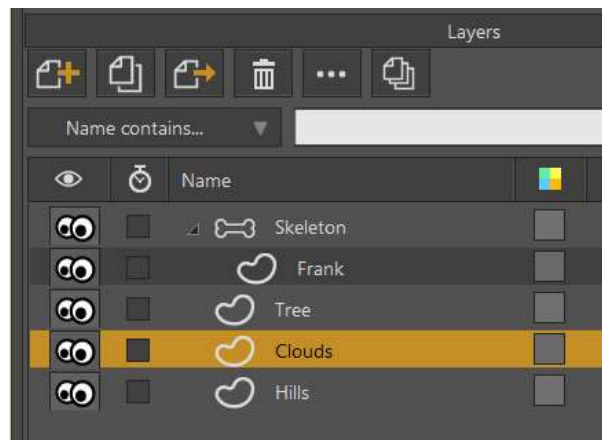 Layers
Name contains...
Name
Skeleton
Frank
Tree
Clouds
Hills